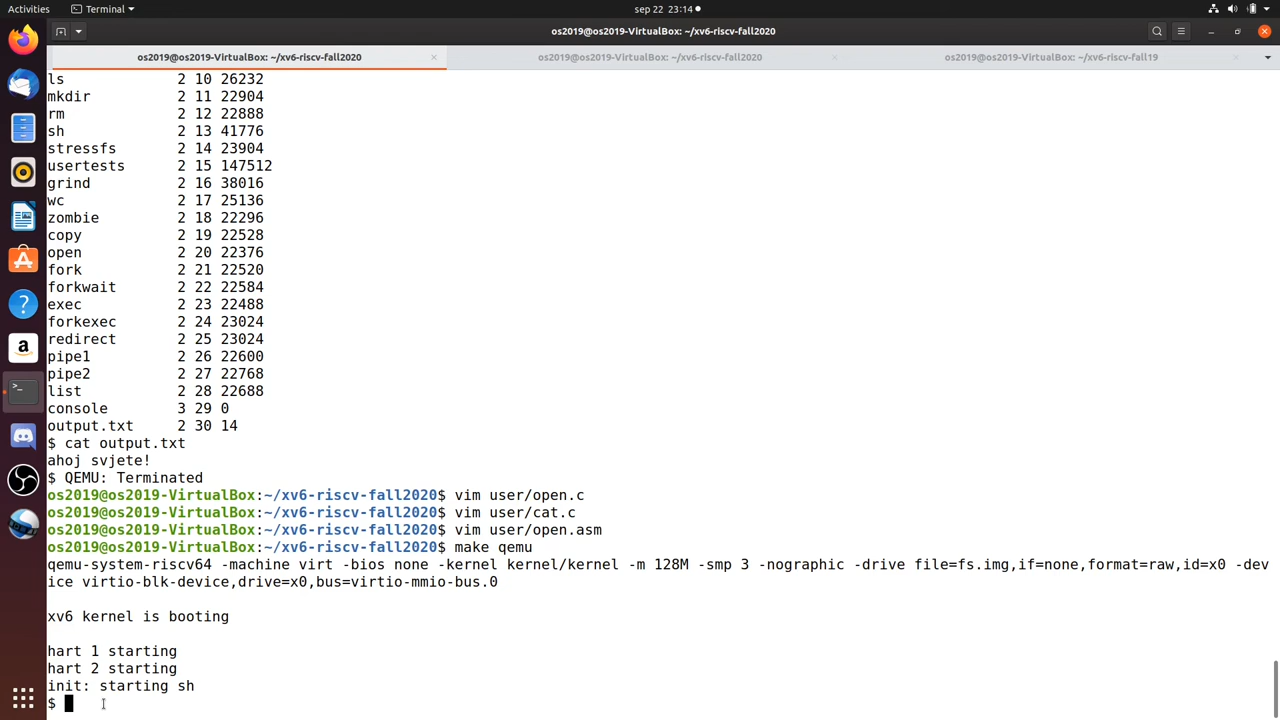 Activities
Terminal
sep 22 23:14
os2019@os2019-VirtualBox: ~/xv6-riscv-fall2020
os2019@os2019-VirtualBox: ~/xv6-riscv-fall2020
os2019@os2019-VirtualBox: ~/xv6-riscv-fall2020
os2019@os2019-VirtualBox: ~/xv6-riscv-fall19
ls 2 10 26232
mkdir 2 11 22904
rm 2 12 22888
sh 2 13 41776
stressfs 2 14 23904
usertests 2 15 147512
grind 2 16 38016
wc 2 17 25136
zombie 2 18 22296
copy 2 19 22528
open 2 20 22376
fork 2 21 22520
forkwait 2 22 22584
exec 2 23 22488
forkexec 2 24 23024
redirect 2 25 23024
pipe1 2 26 22600
pipe2 2 27 22768
list 2 28 22688
console 3 29 0
output.txt 2 30 14
$ cat output.txt
ahoj svjete!
$ QEMU: Terminated
os2019@os2019-VirtualBox:~/xv6-riscv-fall2020$ vim user/open.c
os2019@os2019-VirtualBox:~/xv6-riscv-fall2020$ vim user/cat.c
os2019@os2019-VirtualBox:~/xv6-riscv-fall2020$ vim user/open.asm
os2019@os2019-VirtualBox:~/xv6-riscv-fall2020$ make qemu
qemu-system-riscv64 -machine virt -bios none -kernel kernel/kernel -m 128M -smp 3 -nographic -drive file=fs.img,if=none,format=raw,id=x0 -dev
ice virtio-blk-device,drive=x0,bus=virtio-mmio-bus.0
xv6 kernel is booting
hart 1 starting
hart 2 starting
init: starting sh
$